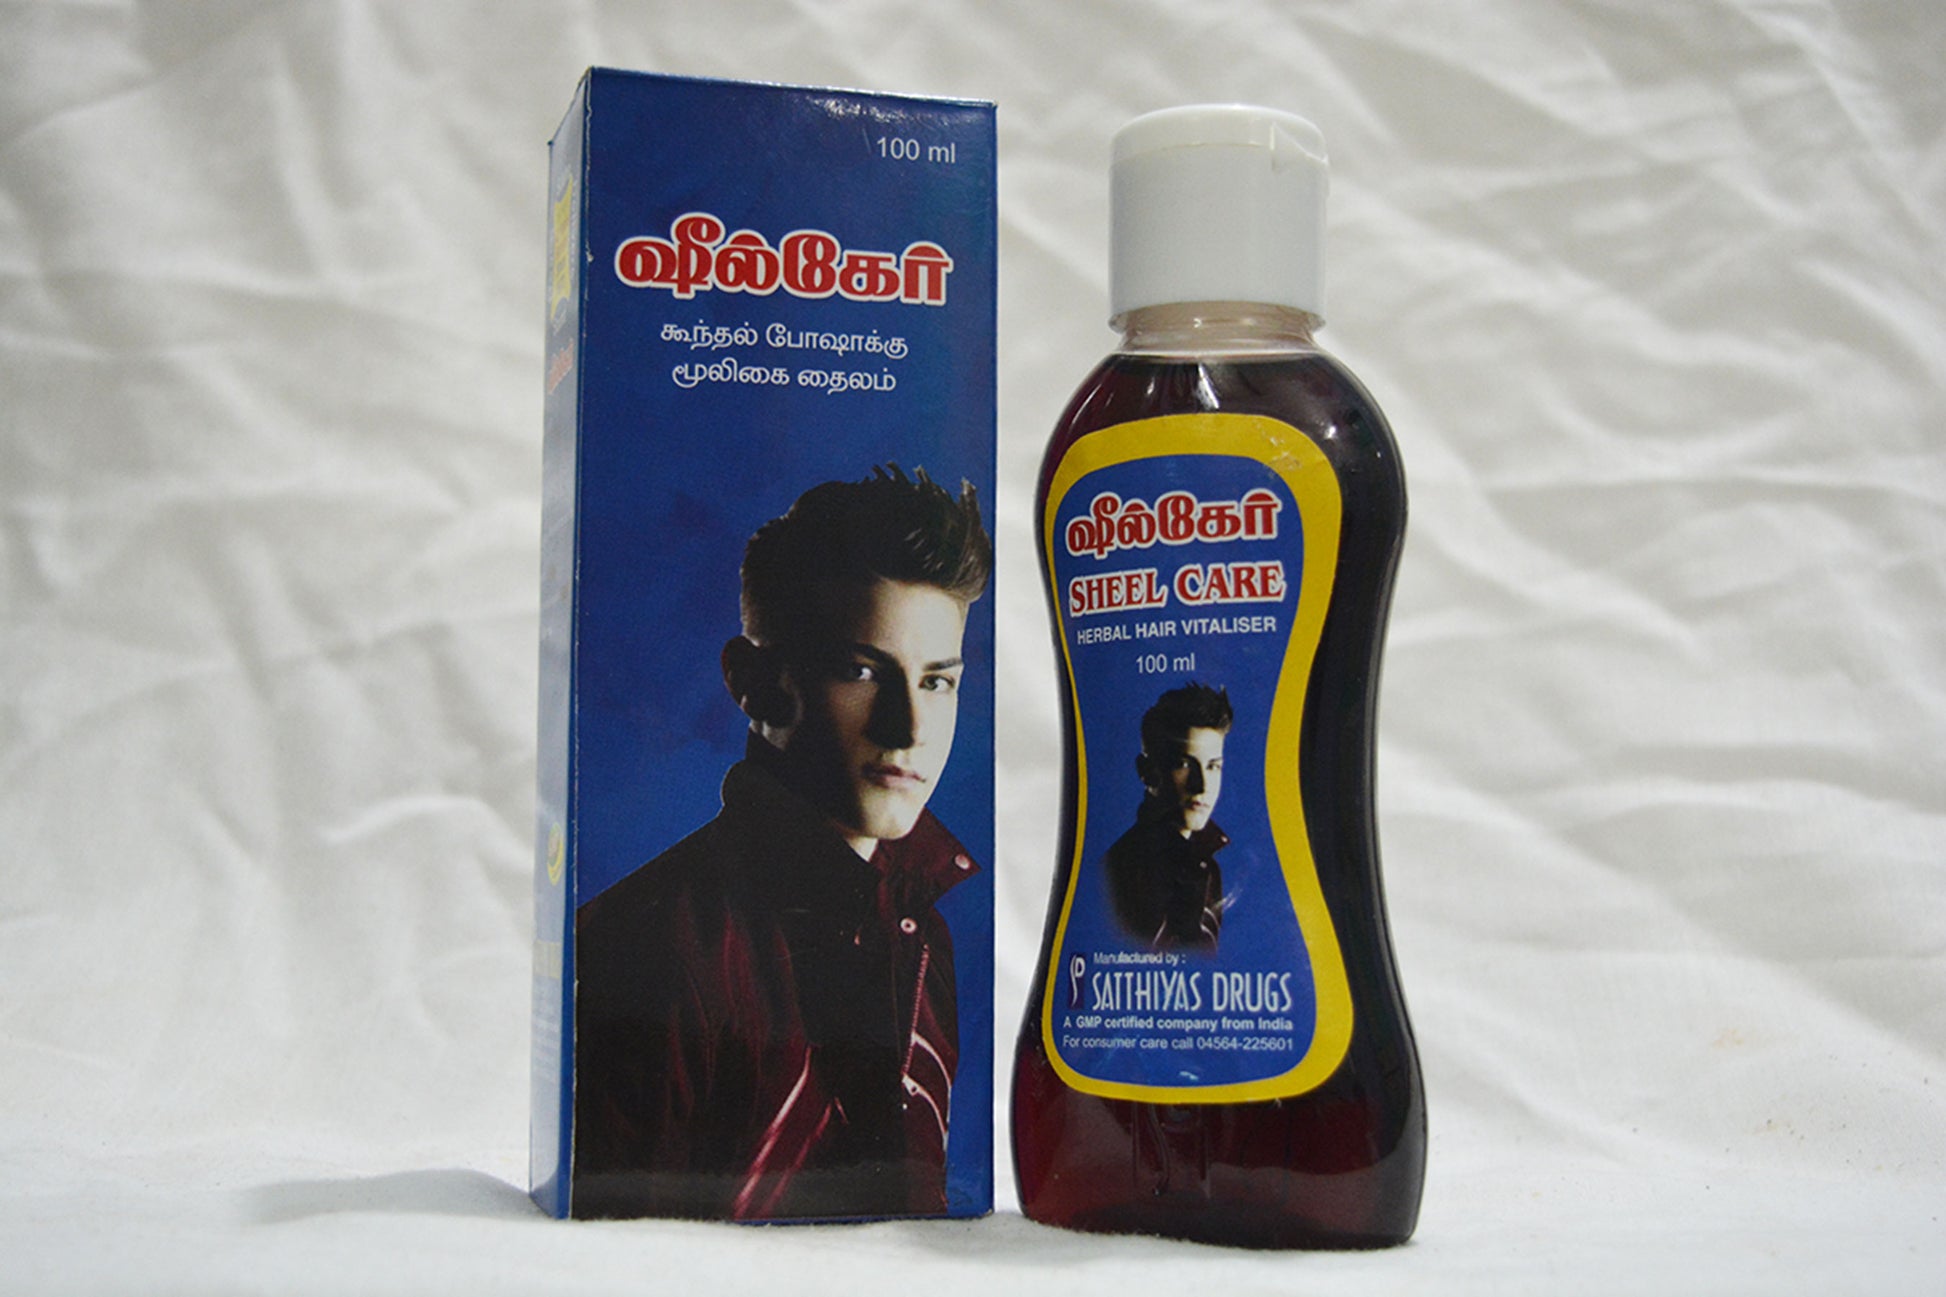 100 ml
ஷீல்கேர்
கூந்தல் போஷாக்கு
மூலிகை தைலம்
ஷீல்கேர்
SHEEL CARE
HERBAL HAIR VITALISER
100 ml
Manufactured by :
SATTHIYAS DRUGS
A GMP certified company from India
For consumer care call 04564-225601